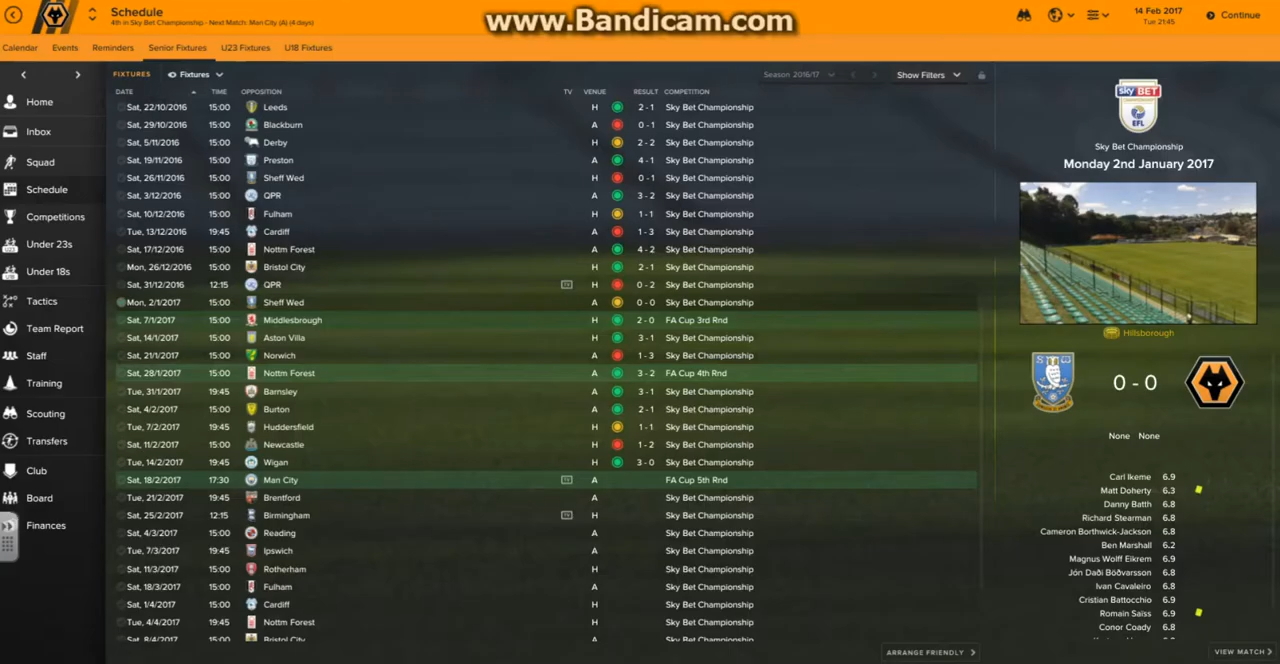 Schedule
4th in Sky Bet Championship - Next Match: Man City (A) (4 days)
www.Bandicam.com
14 Feb 2017
Tue 21:45
Continue
Calendar Events Reminders Senior Fixtures U23 Fixtures U18 Fixtures
Home
Inbox
Squad
Schedule
Competitions
Under 23s
Under 18s
Tactics
Team Report
Staff
Training
Scouting
Transfers
Club
Board
Finances
FIXTURES Fixtures Season 2016/17 Show Filters
DATE TIME OPPOSITION TV VENUE RESULT COMPETITION
Sat, 22/10/2016 15:00 Leeds H 2 - 1 Sky Bet Championship
Sat, 29/10/2016 15:00 Blackburn A 0 - 1 Sky Bet Championship
Sat, 5/11/2016 15:00 Derby H 2 - 2 Sky Bet Championship
Sat, 19/11/2016 15:00 Preston A 4 - 1 Sky Bet Championship
Sat, 26/11/2016 15:00 Sheff Wed H 0 - 1 Sky Bet Championship
Sat, 3/12/2016 15:00 QPR A 3 - 2 Sky Bet Championship
Sat, 10/12/2016 15:00 Fulham H 1 - 1 Sky Bet Championship
Tue, 13/12/2016 19:45 Cardiff A 1 - 3 Sky Bet Championship
Sat, 17/12/2016 15:00 Nottm Forest A 4 - 2 Sky Bet Championship
Mon, 26/12/2016 15:00 Bristol City H 2 - 1 Sky Bet Championship
Sat, 31/12/2016 12:15 QPR H 0 - 2 Sky Bet Championship
Mon, 2/1/2017 15:00 Sheff Wed A 0 - 0 Sky Bet Championship
Sat, 7/1/2017 15:00 Middlesbrough H 2 - 0 FA Cup 3rd Rnd
Sat, 14/1/2017 15:00 Aston Villa H 3 - 1 Sky Bet Championship
Sat, 21/1/2017 15:00 Norwich A 1 - 3 Sky Bet Championship
Sat, 28/1/2017 15:00 Nottm Forest A 3 - 2 FA Cup 4th Rnd
Tue, 31/1/2017 19:45 Barnsley A 3 - 1 Sky Bet Championship
Sat, 4/2/2017 15:00 Burton A 2 - 1 Sky Bet Championship
Tue, 7/2/2017 19:45 Huddersfield H 1 - 1 Sky Bet Championship
Sat, 11/2/2017 15:00 Newcastle H 1 - 2 Sky Bet Championship
Tue, 14/2/2017 19:45 Wigan H 3 - 0 Sky Bet Championship
Sat, 18/2/2017 17:30 Man City A FA Cup 5th Rnd
Tue, 21/2/2017 19:45 Brentford A Sky Bet Championship
Sat, 25/2/2017 12:15 Birmingham H Sky Bet Championship
Sat, 4/3/2017 15:00 Reading A Sky Bet Championship
Tue, 7/3/2017 19:45 Ipswich A Sky Bet Championship
Sat, 11/3/2017 15:00 Rotherham H Sky Bet Championship
Sat, 18/3/2017 15:00 Fulham A Sky Bet Championship
Sat, 1/4/2017 15:00 Cardiff H Sky Bet Championship
Tue, 4/4/2017 19:45 Nottm Forest H Sky Bet Championship
Sat, 8/4/2017 15:00 Bristol City A Sky Bet Championship
ARRANGE FRIENDLY
sky BET
EFL
Sky Bet Championship
Monday 2nd January 2017
Hillsborough
0 - 0
None None
Carl Ikeme 6.9
Matt Doherty 6.3
Danny Batth 6.8
Richard Stearman 6.8
Cameron Borthwick-Jackson 6.8
Ben Marshall 6.2
Magnus Wolff Eikrem 6.9
Jón Daði Böðvarsson 6.8
Ivan Cavaleiro 6.8
Cristian Battocchio 6.9
Romain Saïss 6.9
Conor Coady 6.8
VIEW MATCH